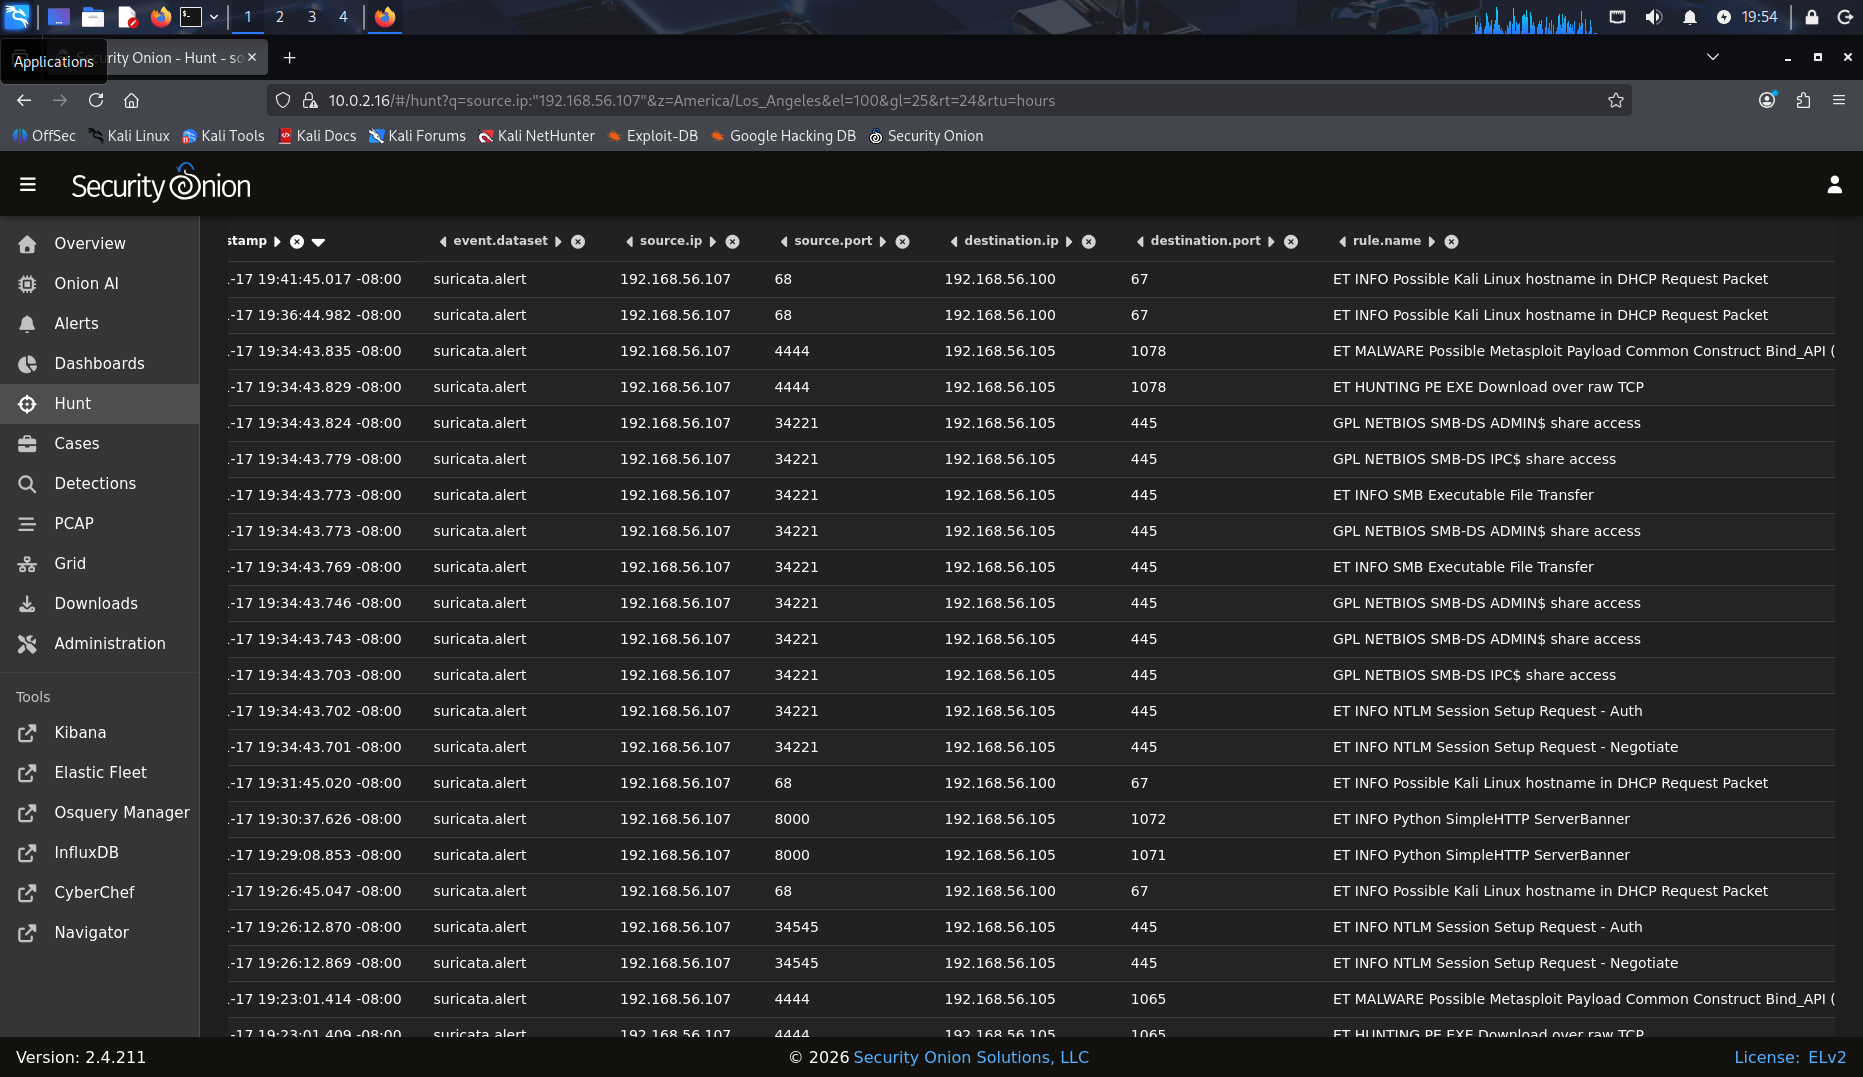 1 2 3 4 19:54
Applications
urity Onion - Hunt - so
10.0.2.16/#/hunt?q=source.ip:"192.168.56.107"&z=America/Los_Angeles&el=100&gl=25&rt=24&rtu=hours
OffSec Kali Linux Kali Tools Kali Docs Kali Forums Kali NetHunter Exploit-DB Google Hacking DB Security Onion
Security Onion
Overview
Onion AI
Alerts
Dashboards
Hunt
Cases
Detections
PCAP
Grid
Downloads
Administration
Tools
Kibana
Elastic Fleet
Osquery Manager
InfluxDB
CyberChef
Navigator
stamp event.dataset source.ip source.port destination.ip destination.port rule.name
-17 19:41:45.017 -08:00 suricata.alert 192.168.56.107 68 192.168.56.100 67 ET INFO Possible Kali Linux hostname in DHCP Request Packet
-17 19:36:44.982 -08:00 suricata.alert 192.168.56.107 68 192.168.56.100 67 ET INFO Possible Kali Linux hostname in DHCP Request Packet
-17 19:34:43.835 -08:00 suricata.alert 192.168.56.107 4444 192.168.56.105 1078 ET MALWARE Possible Metasploit Payload Common Construct Bind_API (
-17 19:34:43.829 -08:00 suricata.alert 192.168.56.107 4444 192.168.56.105 1078 ET HUNTING PE EXE Download over raw TCP
-17 19:34:43.824 -08:00 suricata.alert 192.168.56.107 34221 192.168.56.105 445 GPL NETBIOS SMB-DS ADMIN$ share access
-17 19:34:43.779 -08:00 suricata.alert 192.168.56.107 34221 192.168.56.105 445 GPL NETBIOS SMB-DS IPC$ share access
-17 19:34:43.773 -08:00 suricata.alert 192.168.56.107 34221 192.168.56.105 445 ET INFO SMB Executable File Transfer
-17 19:34:43.773 -08:00 suricata.alert 192.168.56.107 34221 192.168.56.105 445 GPL NETBIOS SMB-DS ADMIN$ share access
-17 19:34:43.769 -08:00 suricata.alert 192.168.56.107 34221 192.168.56.105 445 ET INFO SMB Executable File Transfer
-17 19:34:43.746 -08:00 suricata.alert 192.168.56.107 34221 192.168.56.105 445 GPL NETBIOS SMB-DS ADMIN$ share access
-17 19:34:43.743 -08:00 suricata.alert 192.168.56.107 34221 192.168.56.105 445 GPL NETBIOS SMB-DS ADMIN$ share access
-17 19:34:43.703 -08:00 suricata.alert 192.168.56.107 34221 192.168.56.105 445 GPL NETBIOS SMB-DS IPC$ share access
-17 19:34:43.702 -08:00 suricata.alert 192.168.56.107 34221 192.168.56.105 445 ET INFO NTLM Session Setup Request - Auth
-17 19:34:43.701 -08:00 suricata.alert 192.168.56.107 34221 192.168.56.105 445 ET INFO NTLM Session Setup Request - Negotiate
-17 19:31:45.020 -08:00 suricata.alert 192.168.56.107 68 192.168.56.100 67 ET INFO Possible Kali Linux hostname in DHCP Request Packet
-17 19:30:37.626 -08:00 suricata.alert 192.168.56.107 8000 192.168.56.105 1072 ET INFO Python SimpleHTTP ServerBanner
-17 19:29:08.853 -08:00 suricata.alert 192.168.56.107 8000 192.168.56.105 1071 ET INFO Python SimpleHTTP ServerBanner
-17 19:26:45.047 -08:00 suricata.alert 192.168.56.107 68 192.168.56.100 67 ET INFO Possible Kali Linux hostname in DHCP Request Packet
-17 19:26:12.870 -08:00 suricata.alert 192.168.56.107 34545 192.168.56.105 445 ET INFO NTLM Session Setup Request - Auth
-17 19:26:12.869 -08:00 suricata.alert 192.168.56.107 34545 192.168.56.105 445 ET INFO NTLM Session Setup Request - Negotiate
-17 19:23:01.414 -08:00 suricata.alert 192.168.56.107 4444 192.168.56.105 1065 ET MALWARE Possible Metasploit Payload Common Construct Bind_API (
-17 19:23:01.409 -08:00 suricata.alert 192.168.56.107 4444 192.168.56.105 1065 ET HUNTING PE EXE Download over raw TCP
Version: 2.4.211 © 2026 Security Onion Solutions, LLC License: ELv2